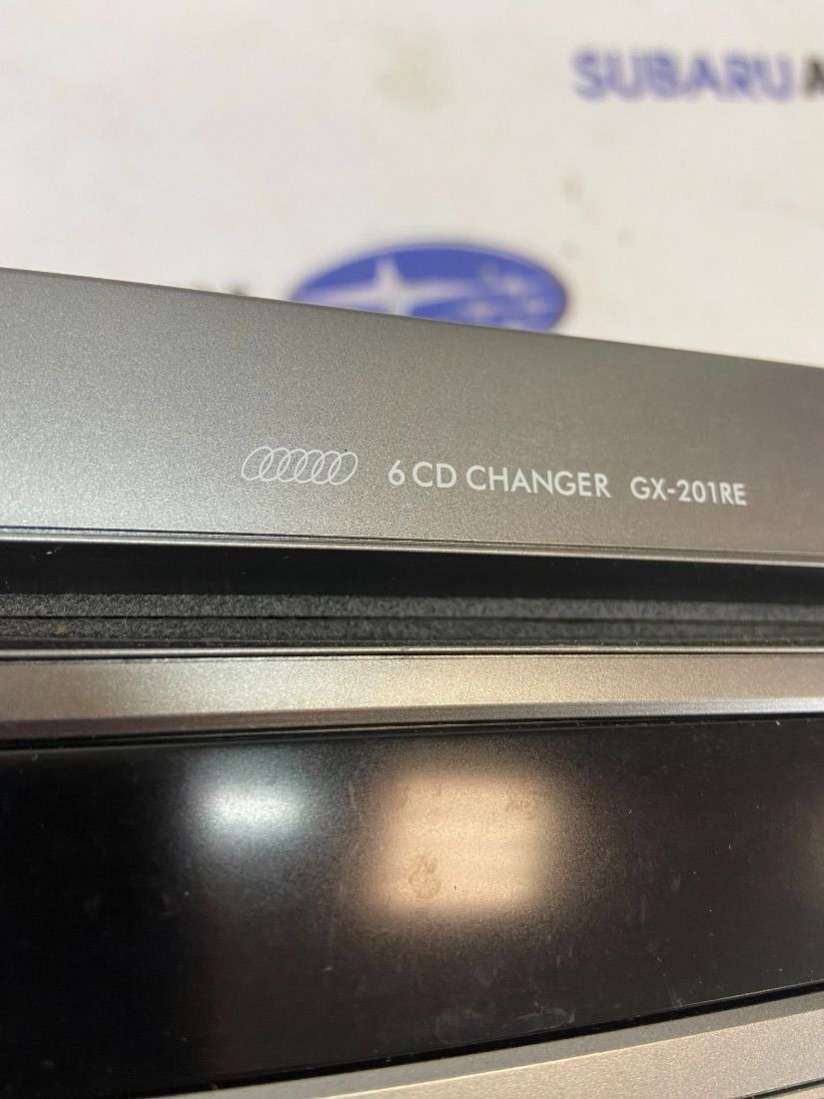 SUBARU
6 CD CHANGER GX-201RE